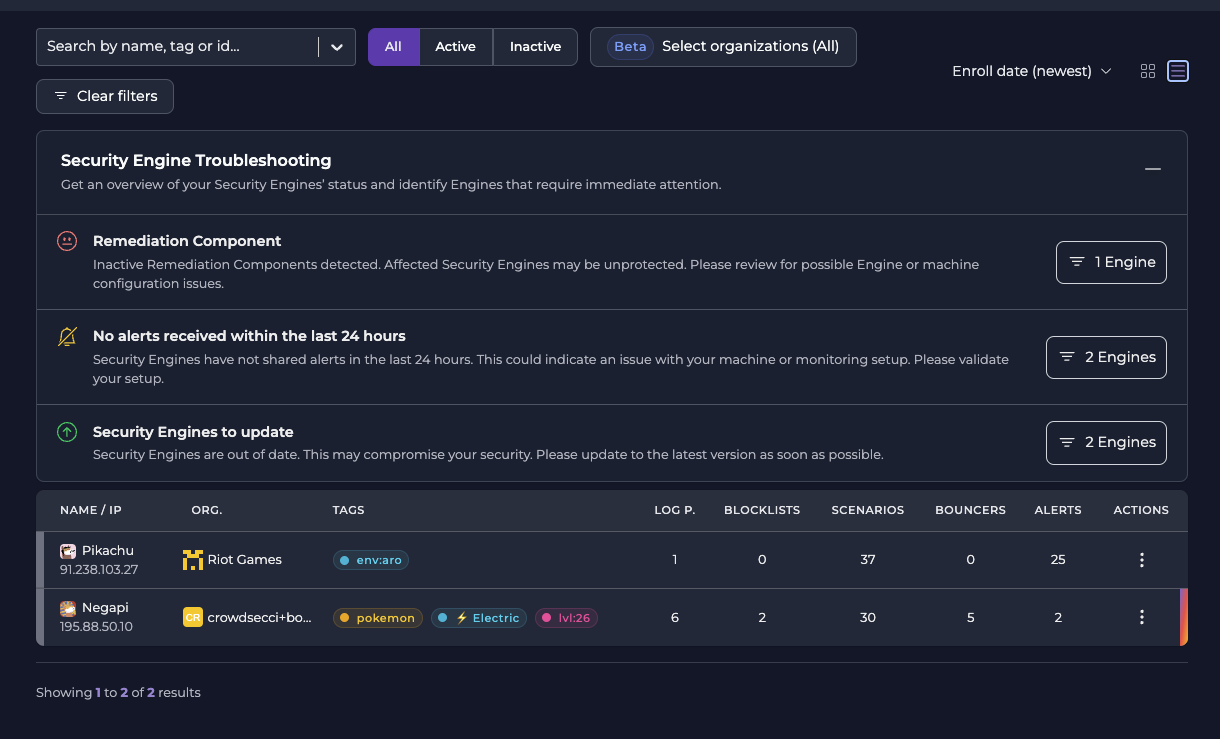 Search by name, tag or id...
All
Active
Inactive
Beta Select organizations (All)
Enroll date (newest)
Clear filters
Security Engine Troubleshooting
Get an overview of your Security Engines' status and identify Engines that require immediate attention.
Remediation Component
Inactive Remediation Components detected. Affected Security Engines may be unprotected. Please review for possible Engine or machine
configuration issues.
1 Engine
No alerts received within the last 24 hours
Security Engines have not shared alerts in the last 24 hours. This could indicate an issue with your machine or monitoring setup. Please validate
your setup.
2 Engines
Security Engines to update
Security Engines are out of date. This may compromise your security. Please update to the latest version as soon as possible.
2 Engines
NAME / IP ORG. TAGS LOG P. BLOCKLISTS SCENARIOS BOUNCERS ALERTS ACTIONS
Pikachu
91.238.103.27
Riot Games env:aro 1 0 37 0 25
Negapi
195.88.50.10
CR crowdsecci+bo... pokemon ⚡ Electric lvl:26 6 2 30 5 2
Showing 1 to 2 of 2 results